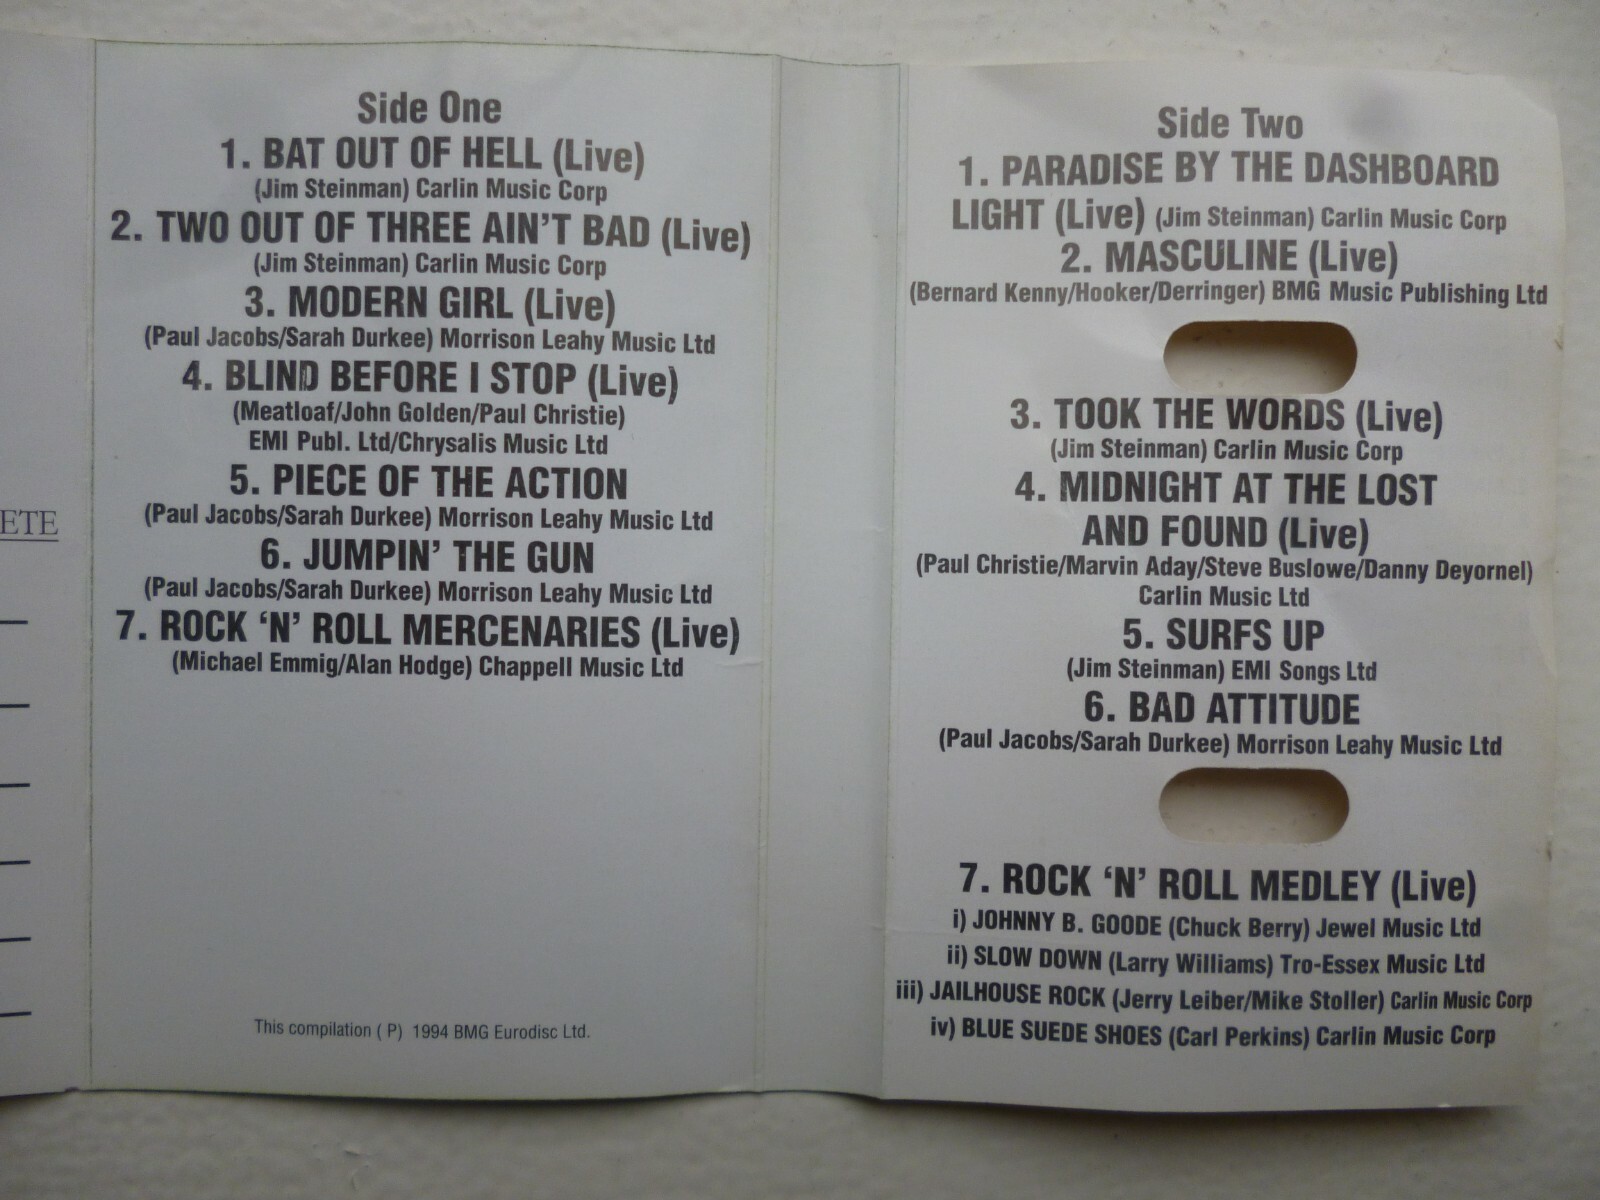 ETE
Side One
1. BAT OUT OF HELL (Live)
(Jim Steinman) Carlin Music Corp
2. TWO OUT OF THREE AIN'T BAD (Live)
(Jim Steinman) Carlin Music Corp
3. MODERN GIRL (Live)
(Paul Jacobs/Sarah Durkee) Morrison Leahy Music Ltd
4. BLIND BEFORE I STOP (Live)
(Meatloaf/John Golden/Paul Christie)
EMI Publ. Ltd/Chrysalis Music Ltd
5. PIECE OF THE ACTION
(Paul Jacobs/Sarah Durkee) Morrison Leahy Music Ltd
6. JUMPIN' THE GUN
(Paul Jacobs/Sarah Durkee) Morrison Leahy Music Ltd
7. ROCK 'N' ROLL MERCENARIES (Live)
(Michael Emmig/Alan Hodge) Chappell Music Ltd
This compilation ( P) 1994 BMG Eurodisc Ltd.
Side Two
1. PARADISE BY THE DASHBOARD
LIGHT (Live) (Jim Steinman) Carlin Music Corp
2. MASCULINE (Live)
(Bernard Kenny/Hooker/Derringer) BMG Music Publishing Ltd
3. TOOK THE WORDS (Live)
(Jim Steinman) Carlin Music Corp
4. MIDNIGHT AT THE LOST
AND FOUND (Live)
(Paul Christie/Marvin Aday/Steve Buslowe/Danny Deyornel)
Carlin Music Ltd
5. SURFS UP
(Jim Steinman) EMI Songs Ltd
6. BAD ATTITUDE
(Paul Jacobs/Sarah Durkee) Morrison Leahy Music Ltd
7. ROCK 'N' ROLL MEDLEY (Live)
i) JOHNNY B. GOODE (Chuck Berry) Jewel Music Ltd
ii) SLOW DOWN (Larry Williams) Tro-Essex Music Ltd
iii) JAILHOUSE ROCK (Jerry Leiber/Mike Stoller) Carlin Music Corp
iv) BLUE SUEDE SHOES (Carl Perkins) Carlin Music Corp